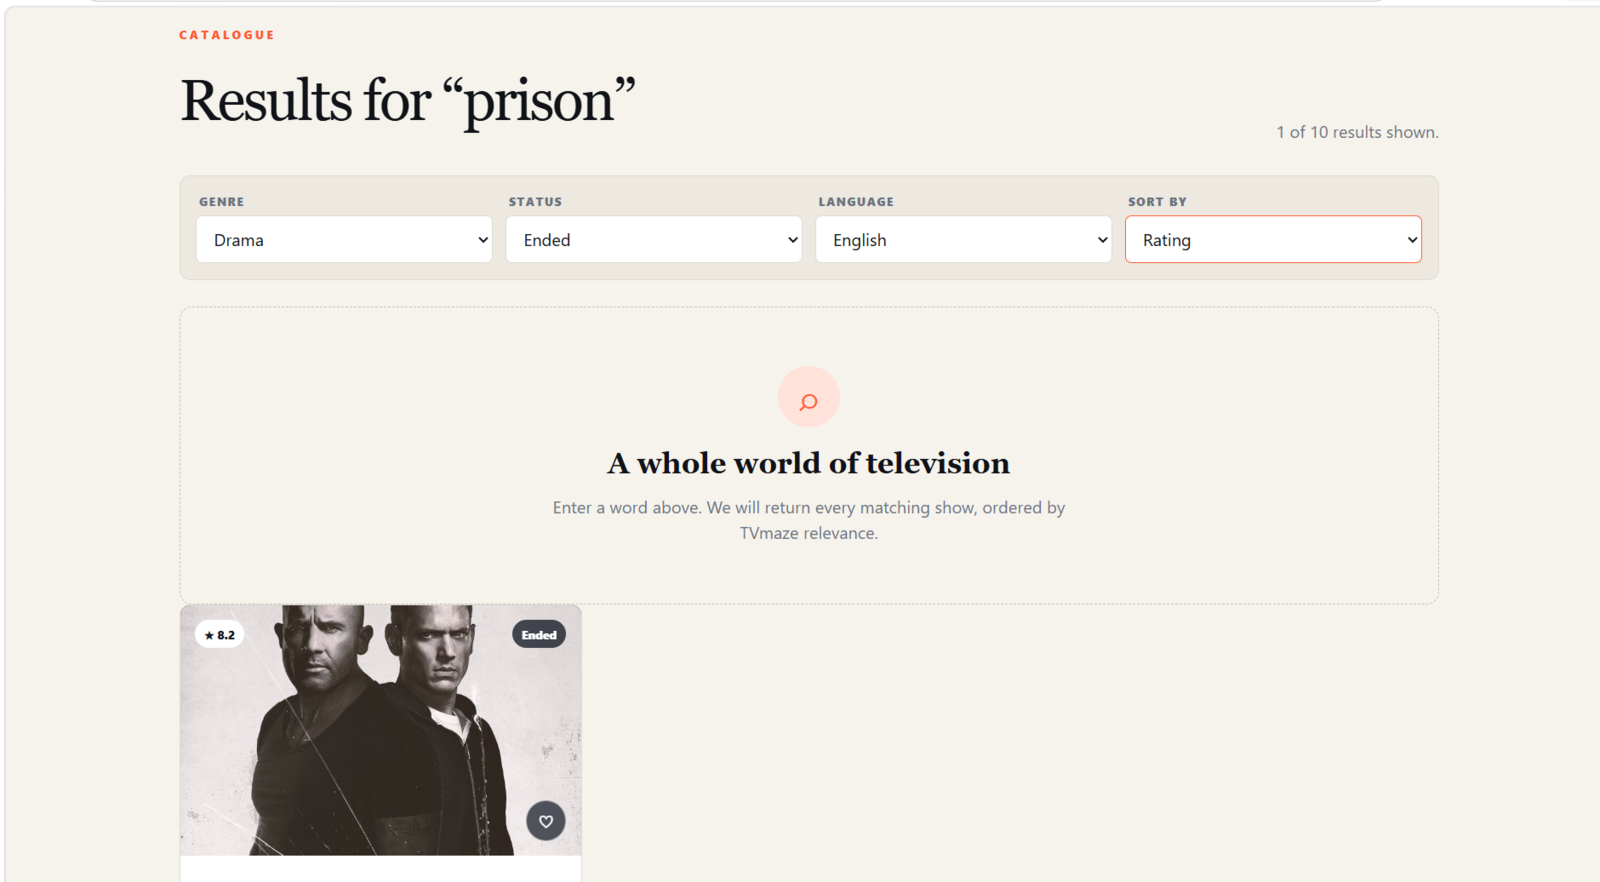 CATALOGUE
Results for “prison”
1 of 10 results shown.
GENRE
STATUS
LANGUAGE
SORT BY
Drama
Ended
English
Rating
A whole world of television
Enter a word above. We will return every matching show, ordered by
TVmaze relevance.
★ 8.2
Ended